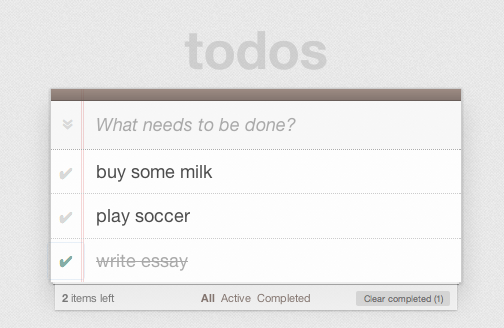 todos
What needs to be done?
buy some milk
play soccer
write essay
2 items left All Active Completed Clear completed (1)